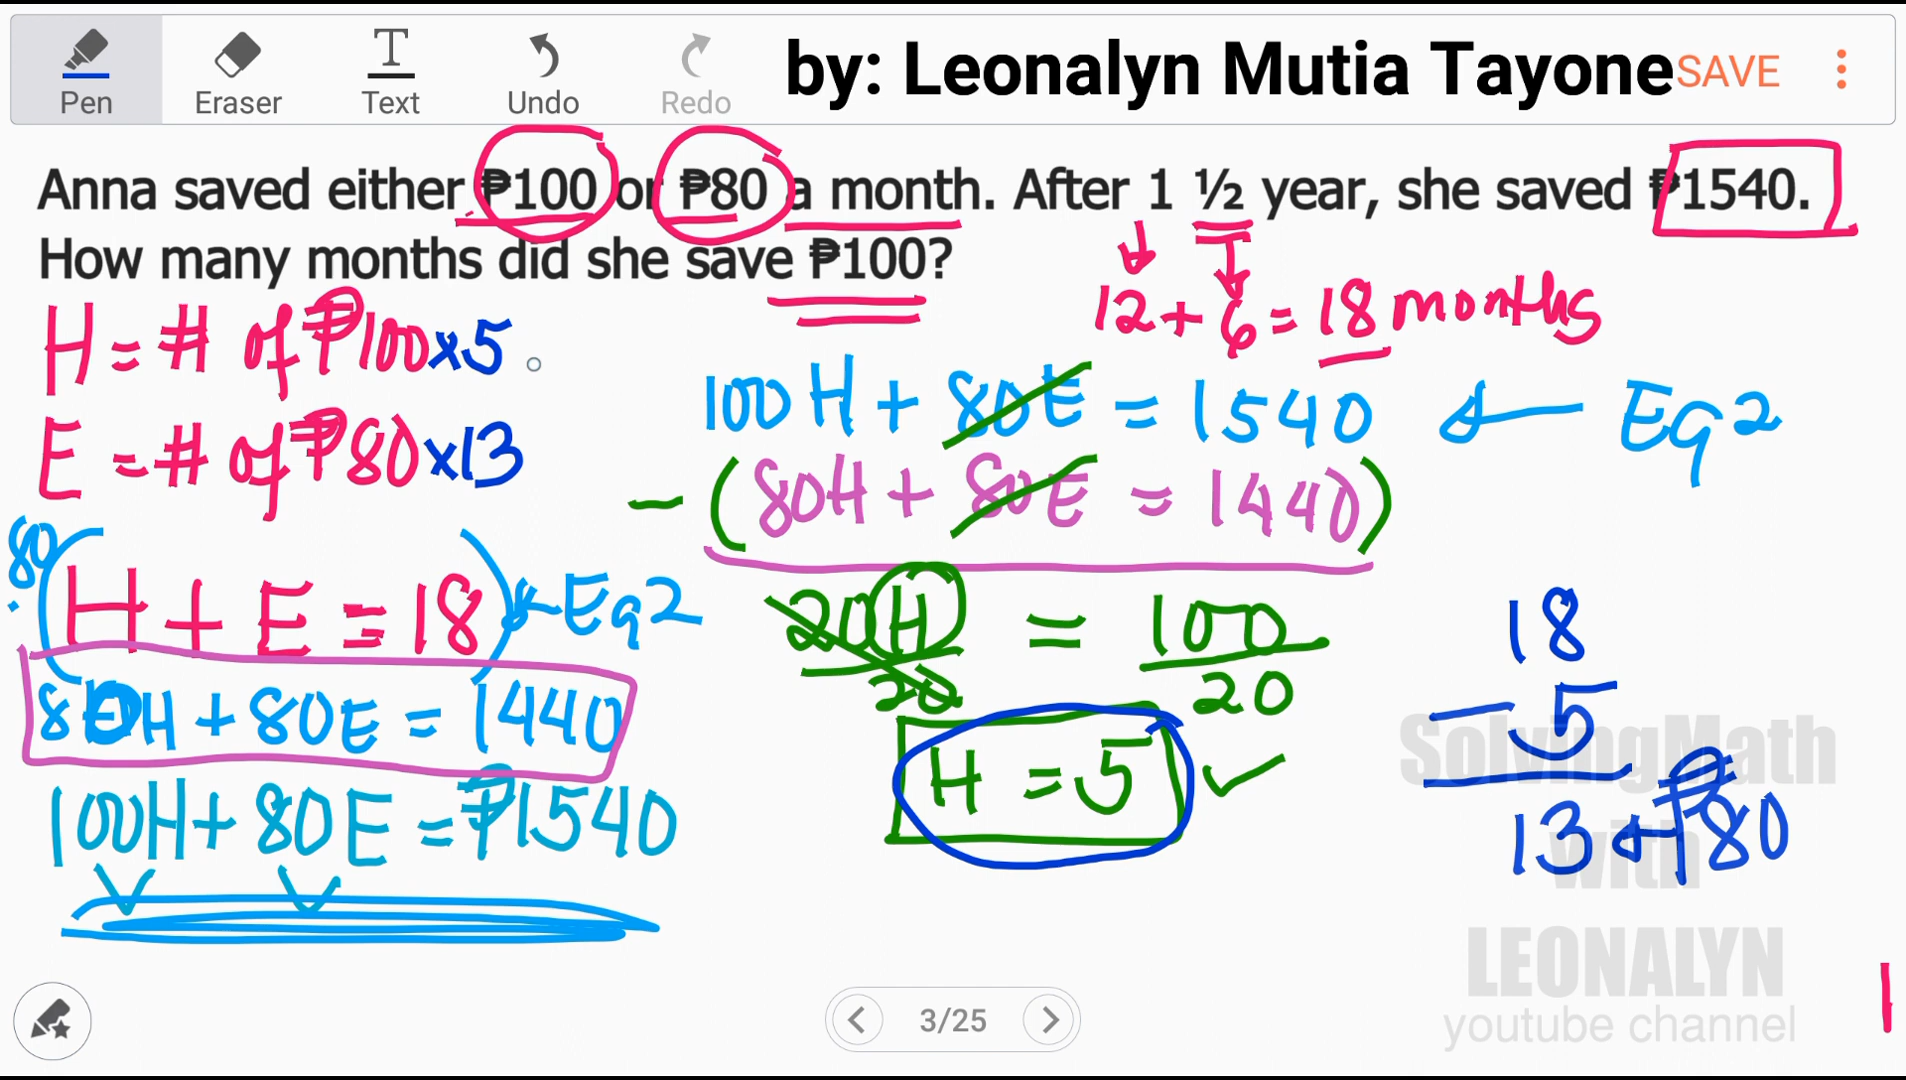 Pen Eraser Text Undo Redo by: Leonalyn Mutia Tayone SAVE
Anna saved either ₱100 or ₱80 a month. After 1 ½ year, she saved ₱1540.
How many months did she save ₱100?
12 + 6 = 18 months
H = # of ₱100 x5
E = # of ₱80 x13
80 · (H + E = 18) ← Eq2
80H + 80E = 1440
100H + 80E = ₱1540
100H + 80E = 1540 ← Eq2
- (80H + 80E = 1440)
20H = 100
20 20
H = 5 ✓
18
- 5
13 → ₱80
SolvingMath
with
LEONALYN
youtube channel
3/25